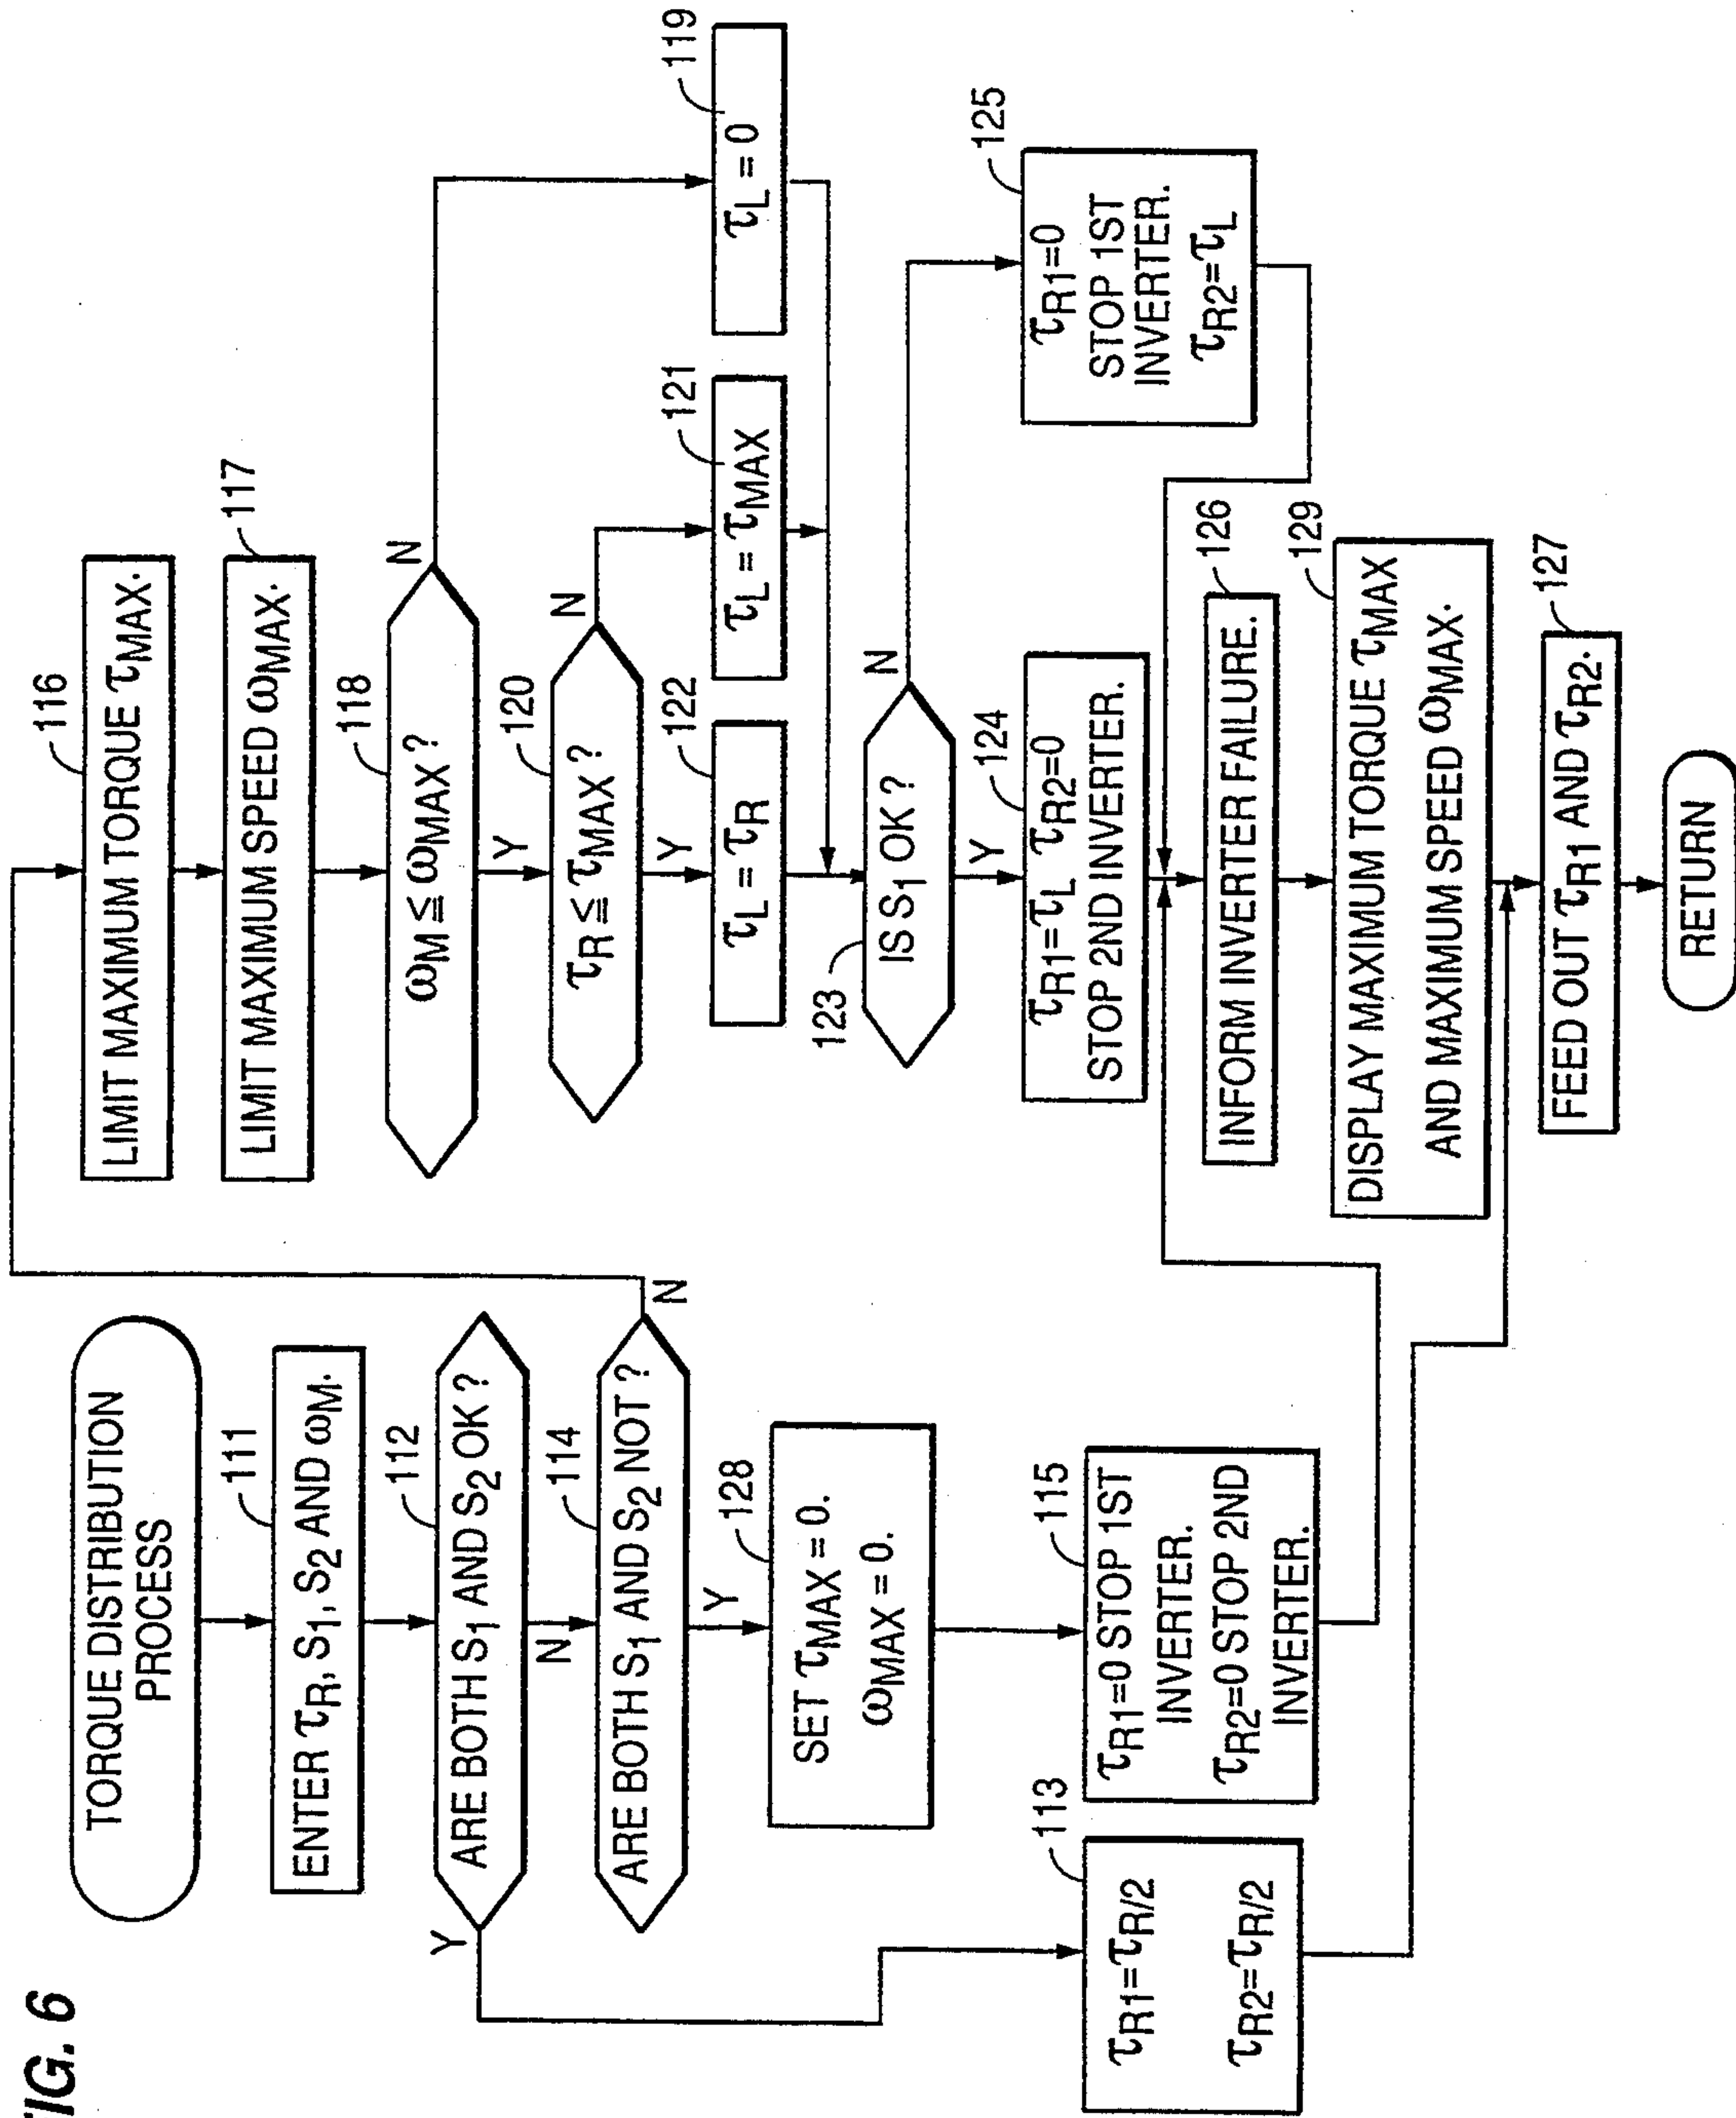 FIG. 6
TORQUE DISTRIBUTION
PROCESS
111
ENTER τR, S1, S2 AND ωM.
112
ARE BOTH S1 AND S2 OK?
Y
N
114
ARE BOTH S1 AND S2 NOT?
N
Y
128
SET τMAX = 0.
ωMAX = 0.
113
τR1=τR/2
τR2=τR/2
115
τR1=0 STOP 1ST
INVERTER.
τR2=0 STOP 2ND
INVERTER.
116
LIMIT MAXIMUM TORQUE τMAX.
117
LIMIT MAXIMUM SPEED ωMAX.
118
ωM ≦ ωMAX?
N
Y
120
τR ≦ τMAX?
N
Y
122
τL = τR
121
τL = τMAX
119
τL = 0
123
IS S1 OK?
N
Y
124
τR1=τL τR2=0
STOP 2ND INVERTER.
125
τR1=0
STOP 1ST
INVERTER.
τR2=τL
126
INFORM INVERTER FAILURE.
129
DISPLAY MAXIMUM TORQUE τMAX
AND MAXIMUM SPEED ωMAX.
127
FEED OUT τR1 AND τR2.
RETURN